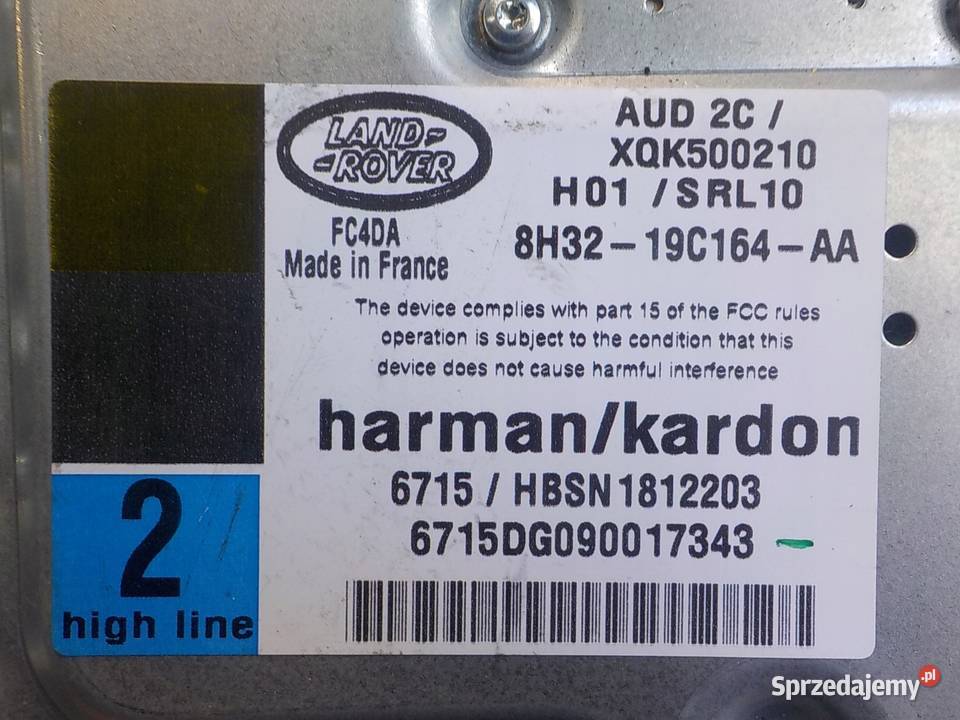 LAND-
-ROVER
FC4DA
Made in France
AUD 2C /
XQK500210
H01 / SRL10
8H32-19C164-AA
The device complies with part 15 of the FCC rules
operation is subject to the condition that this
device does not cause harmful interference
harman/kardon
6715 / HBSN1812203
6715DG090017343
2
high line
Sprzedajemy.pl